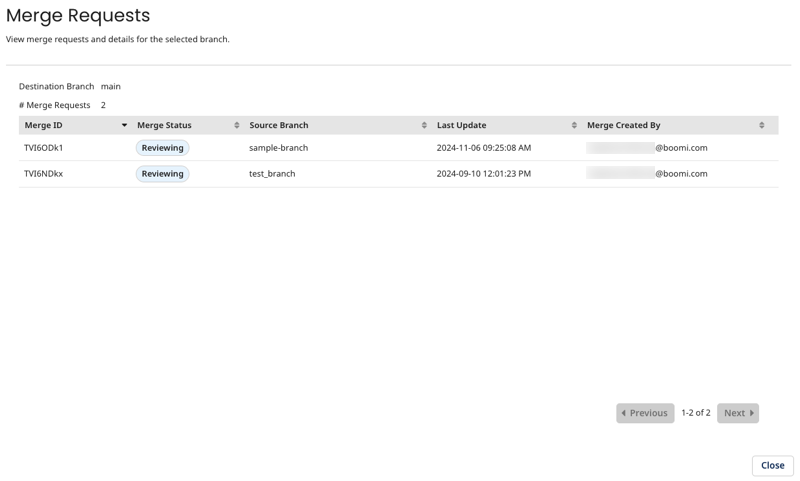 Merge Requests
View merge requests and details for the selected branch.
Destination Branch main
# Merge Requests 2
Merge ID Merge Status Source Branch Last Update Merge Created By
TVI6ODk1 Reviewing sample-branch 2024-11-06 09:25:08 AM @boomi.com
TVI6NDkx Reviewing test_branch 2024-09-10 12:01:23 PM @boomi.com
Previous 1-2 of 2 Next
Close